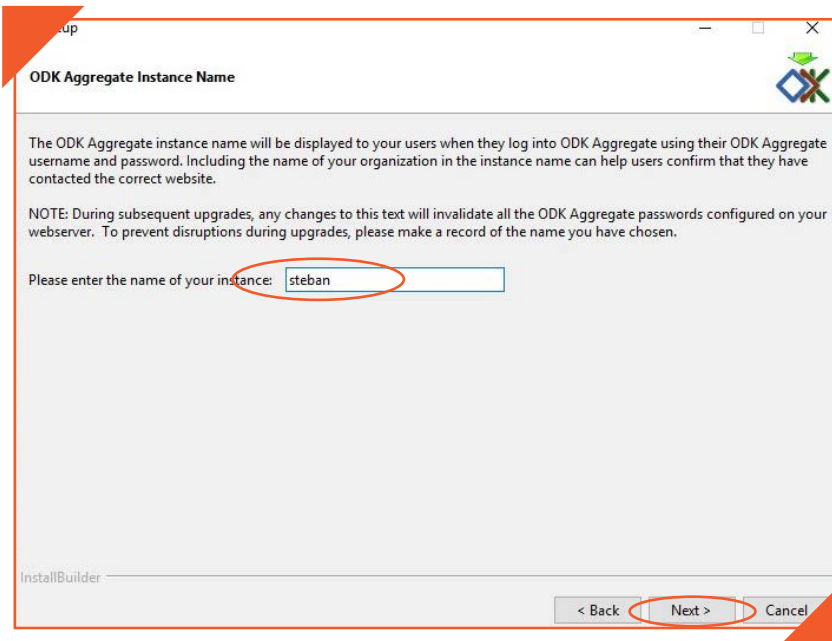 ODK Aggregate Instance Name
ODK
The ODK Aggregate instance name will be displayed to your users when they log into ODK Aggregate using their ODK Aggregate
username and password. Including the name of your organization in the instance name can help users confirm that they have
contacted the correct website.
NOTE: During subsequent upgrades, any changes to this text will invalidate all the ODK Aggregate passwords configured on your
webserver. To prevent disruptions during upgrades, please make a record of the name you have chosen.
Please enter the name of your instance: steban
InstallBuilder
< Back Next > Cancel